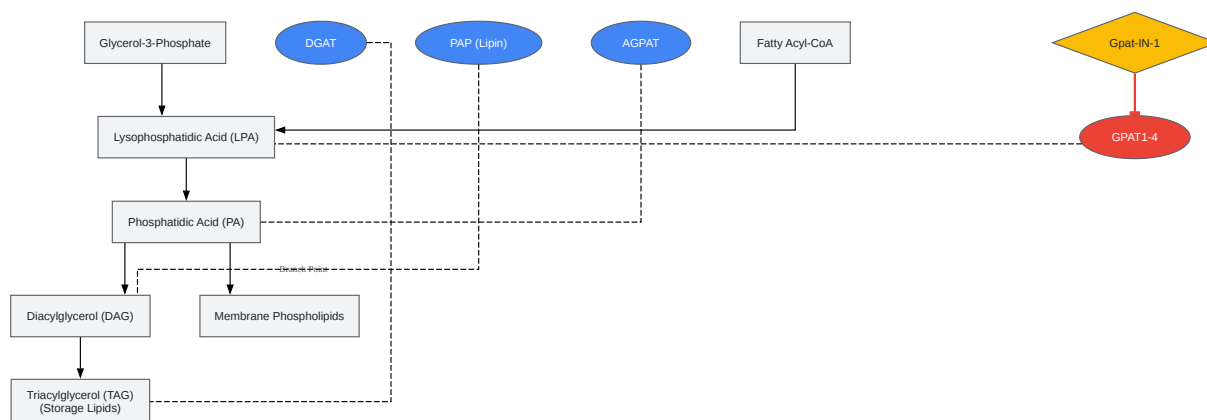 Glycerol-3-Phosphate
DGAT
PAP (Lipin)
AGPAT
Fatty Acyl-CoA
Gpat-IN-1
Lysophosphatidic Acid (LPA)
GPAT1-4
Phosphatidic Acid (PA)
Branch Point
Diacylglycerol (DAG)
Membrane Phospholipids
Triacylglycerol (TAG)
(Storage Lipids)